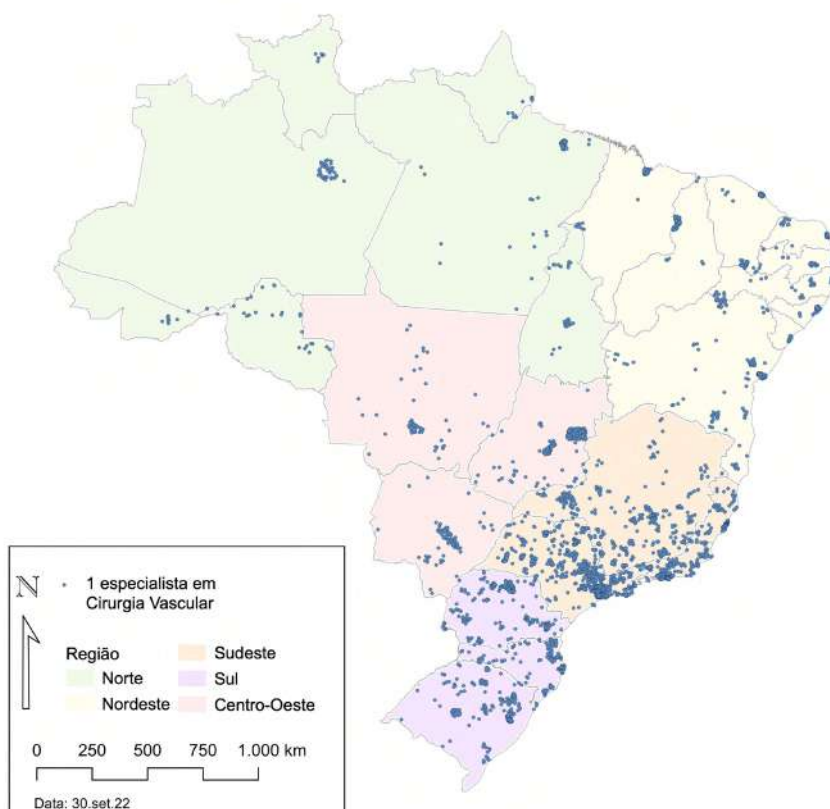 N
1 especialista em
Cirurgia Vascular
Região
Norte
Nordeste
Sudeste
Sul
Centro-Oeste
0 250 500 750 1.000 km
Data: 30.set.22